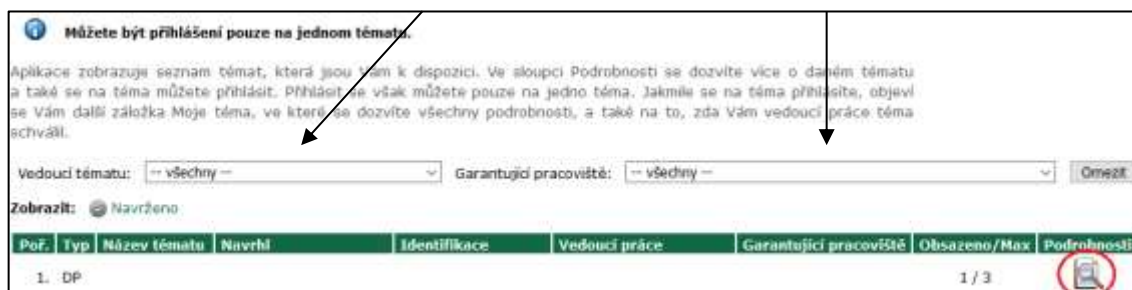 Můžete být přihlášení pouze na jednom tématu.
Aplikace zobrazuje seznam témat, která jsou Vám k dispozici. Ve sloupci Podrobnosti se dozvíte více o daném tématu
a také se na téma můžete přihlásit. Přihlásit se však můžete pouze na jedno téma. Jakmile se na téma přihlásíte, objeví
se Vám další záložka Moje téma, ve které se dozvíte všechny podrobnosti, a také na to, zda Vám vedoucí práce téma
schválil.
Vedoucí tématu: -- všechny -- Garantující pracoviště: -- všechny -- Omezit
Zobrazit: Navrženo
Poř. Typ Název tématu Navrhl Identifikace Vedoucí práce Garantující pracoviště Obsazeno/Max Podrobnosti
1. DP 1 / 3